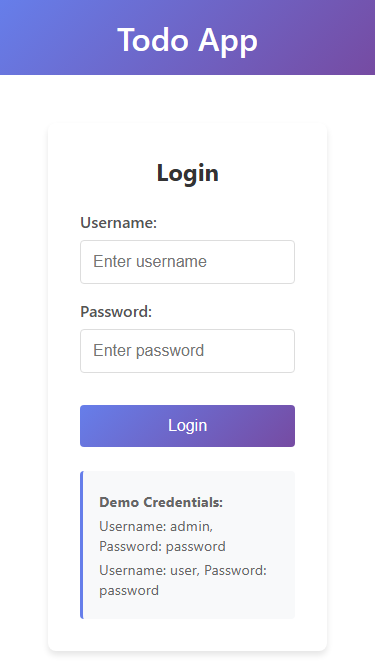 Todo App
Login
Username:
Enter username
Password:
Enter password
Login
Demo Credentials:
Username: admin,
Password: password
Username: user, Password:
password